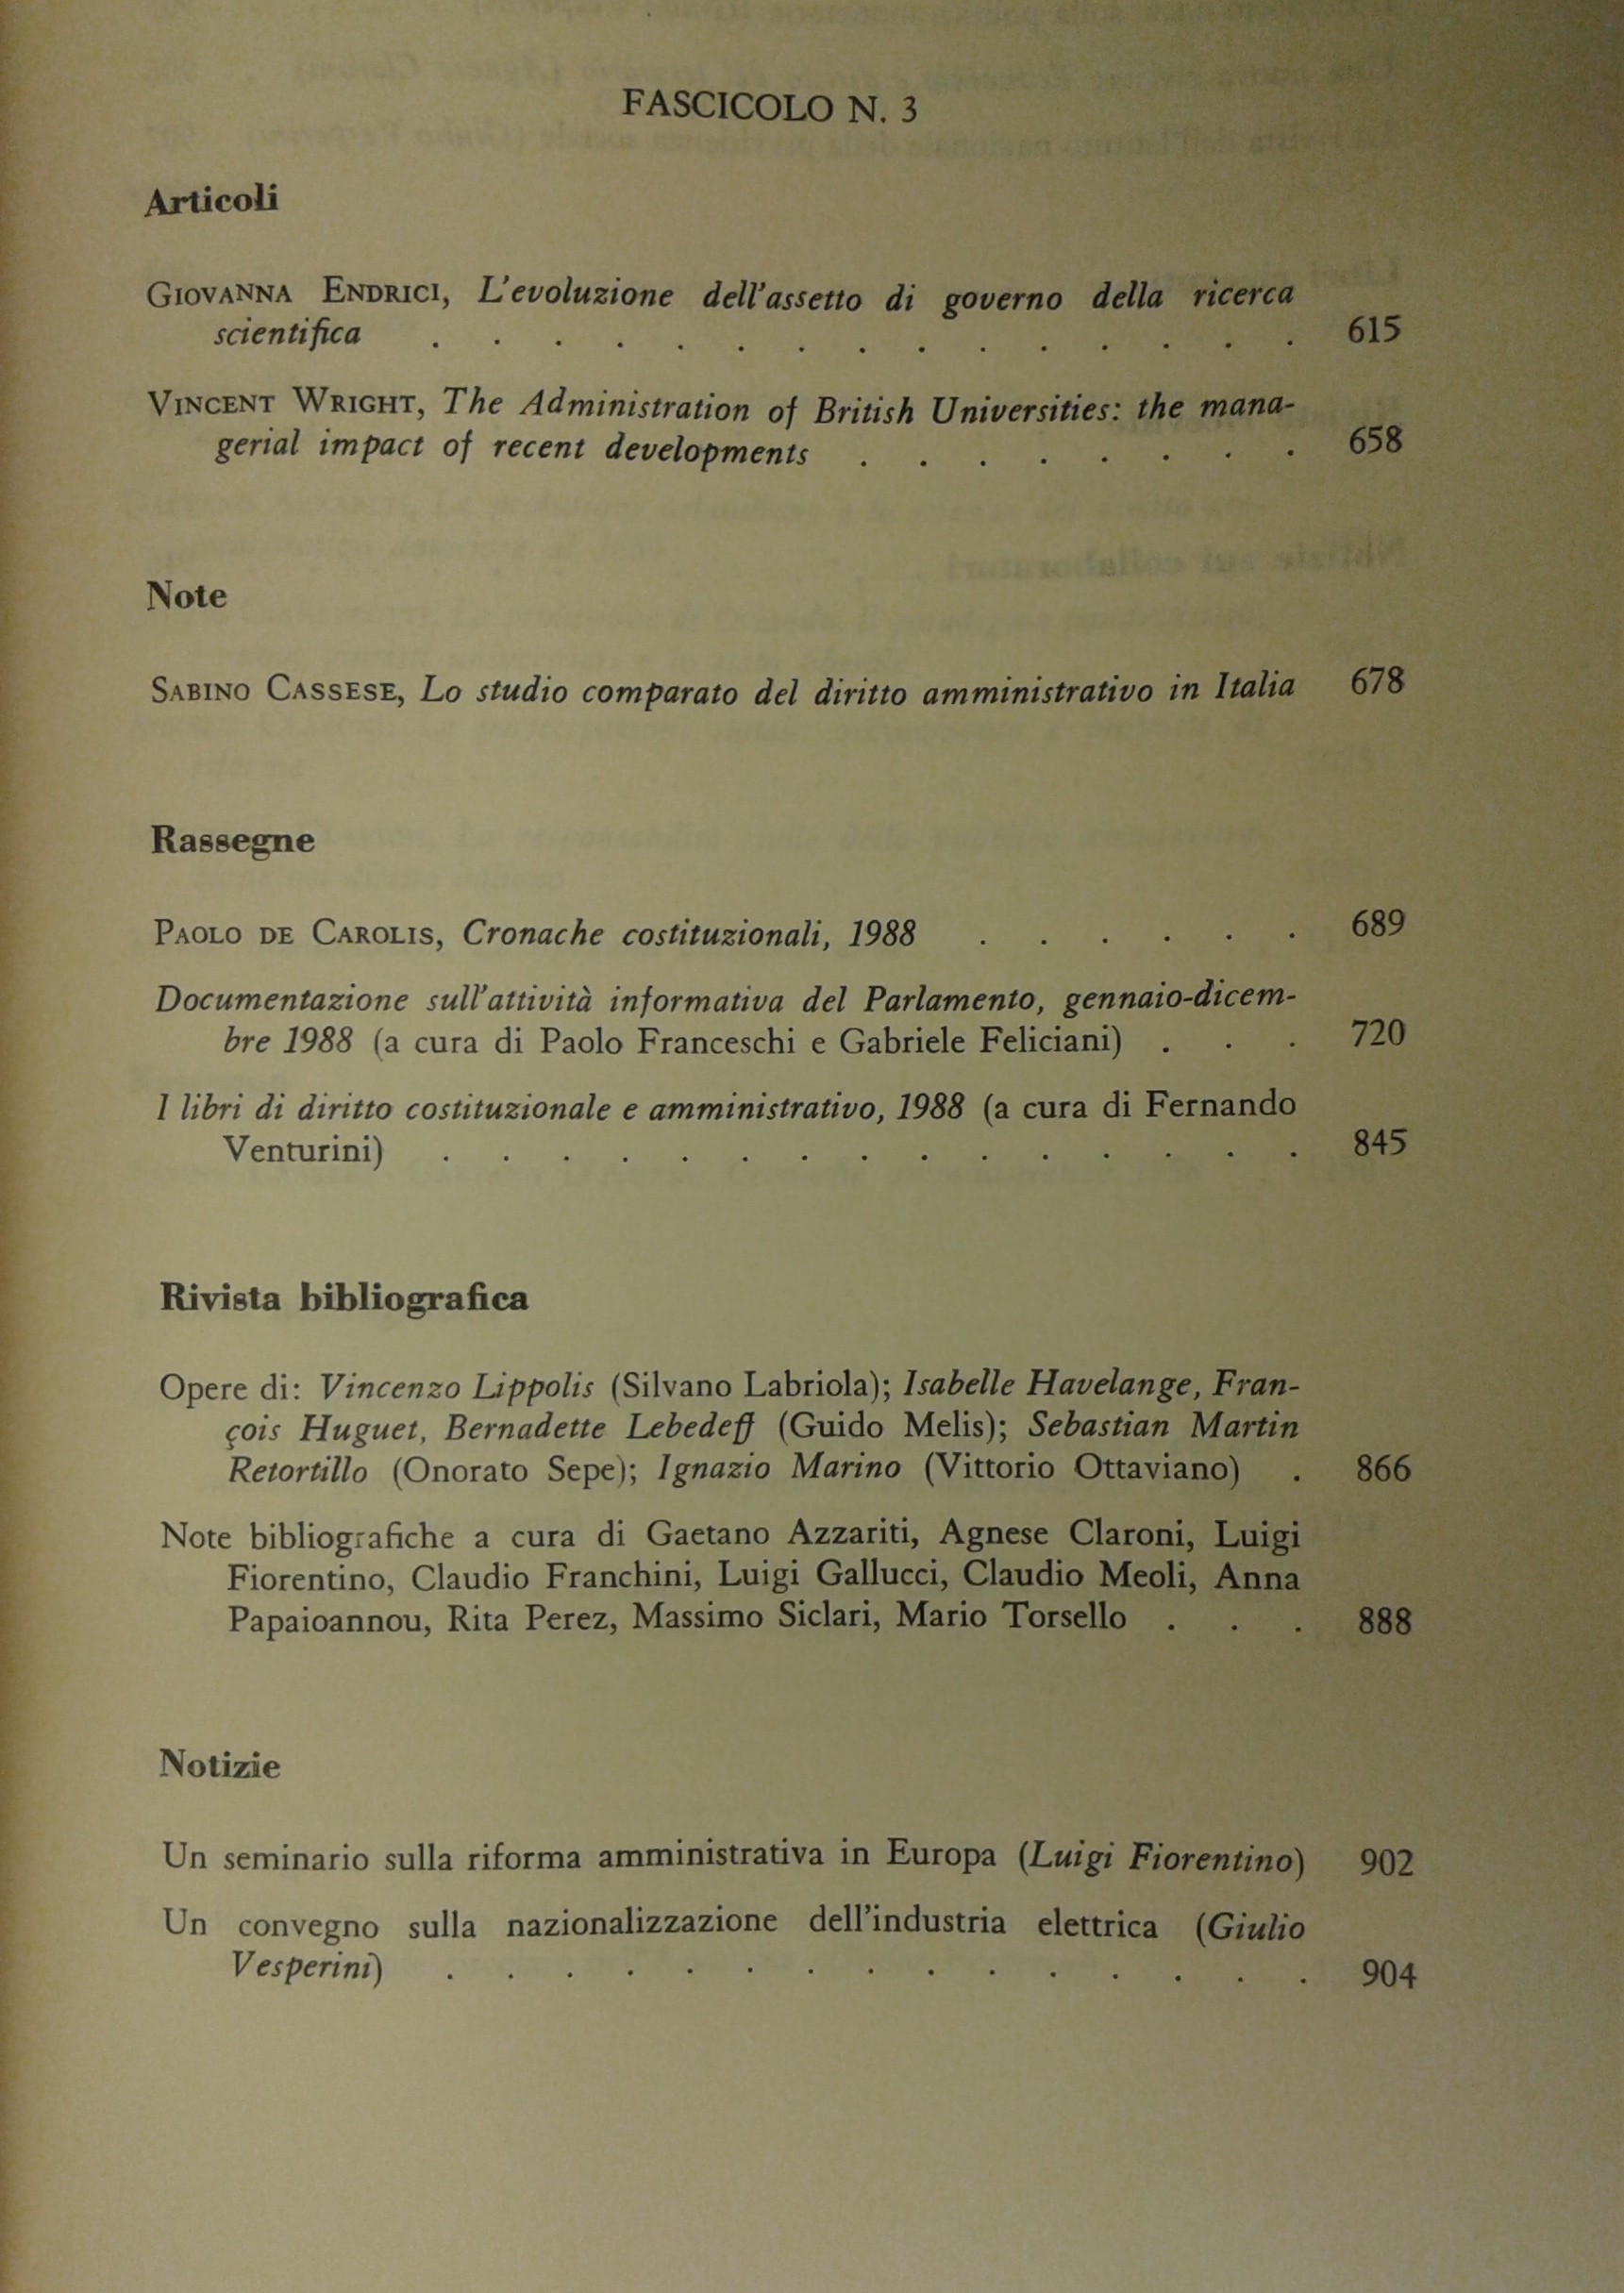 FASCICOLO N. 3
Articoli
GIOVANNA ENDRICI, L'evoluzione dell'assetto di governo della ricerca
scientifica . . . . . . . . . . . . . . . 615
VINCENT WRIGHT, The Administration of British Universities: the mana-
gerial impact of recent developments . . . . . . . . 658
Note
SABINO CASSESE, Lo studio comparato del diritto amministrativo in Italia 678
Rassegne
PAOLO DE CAROLIS, Cronache costituzionali, 1988 . . . . . . 689
Documentazione sull'attività informativa del Parlamento, gennaio-dicem-
bre 1988 (a cura di Paolo Franceschi e Gabriele Feliciani) . . . 720
I libri di diritto costituzionale e amministrativo, 1988 (a cura di Fernando
Venturini) . . . . . . . . . . . . . . . 845
Rivista bibliografica
Opere di: Vincenzo Lippolis (Silvano Labriola); Isabelle Havelange, Fran-
çois Huguet, Bernadette Lebedeff (Guido Melis); Sebastian Martin
Retortillo (Onorato Sepe); Ignazio Marino (Vittorio Ottaviano) . 866
Note bibliografiche a cura di Gaetano Azzariti, Agnese Claroni, Luigi
Fiorentino, Claudio Franchini, Luigi Gallucci, Claudio Meoli, Anna
Papaioannou, Rita Perez, Massimo Siclari, Mario Torsello . . . 888
Notizie
Un seminario sulla riforma amministrativa in Europa (Luigi Fiorentino) 902
Un convegno sulla nazionalizzazione dell'industria elettrica (Giulio
Vesperini) . . . . . . . . . . . . . . . 904